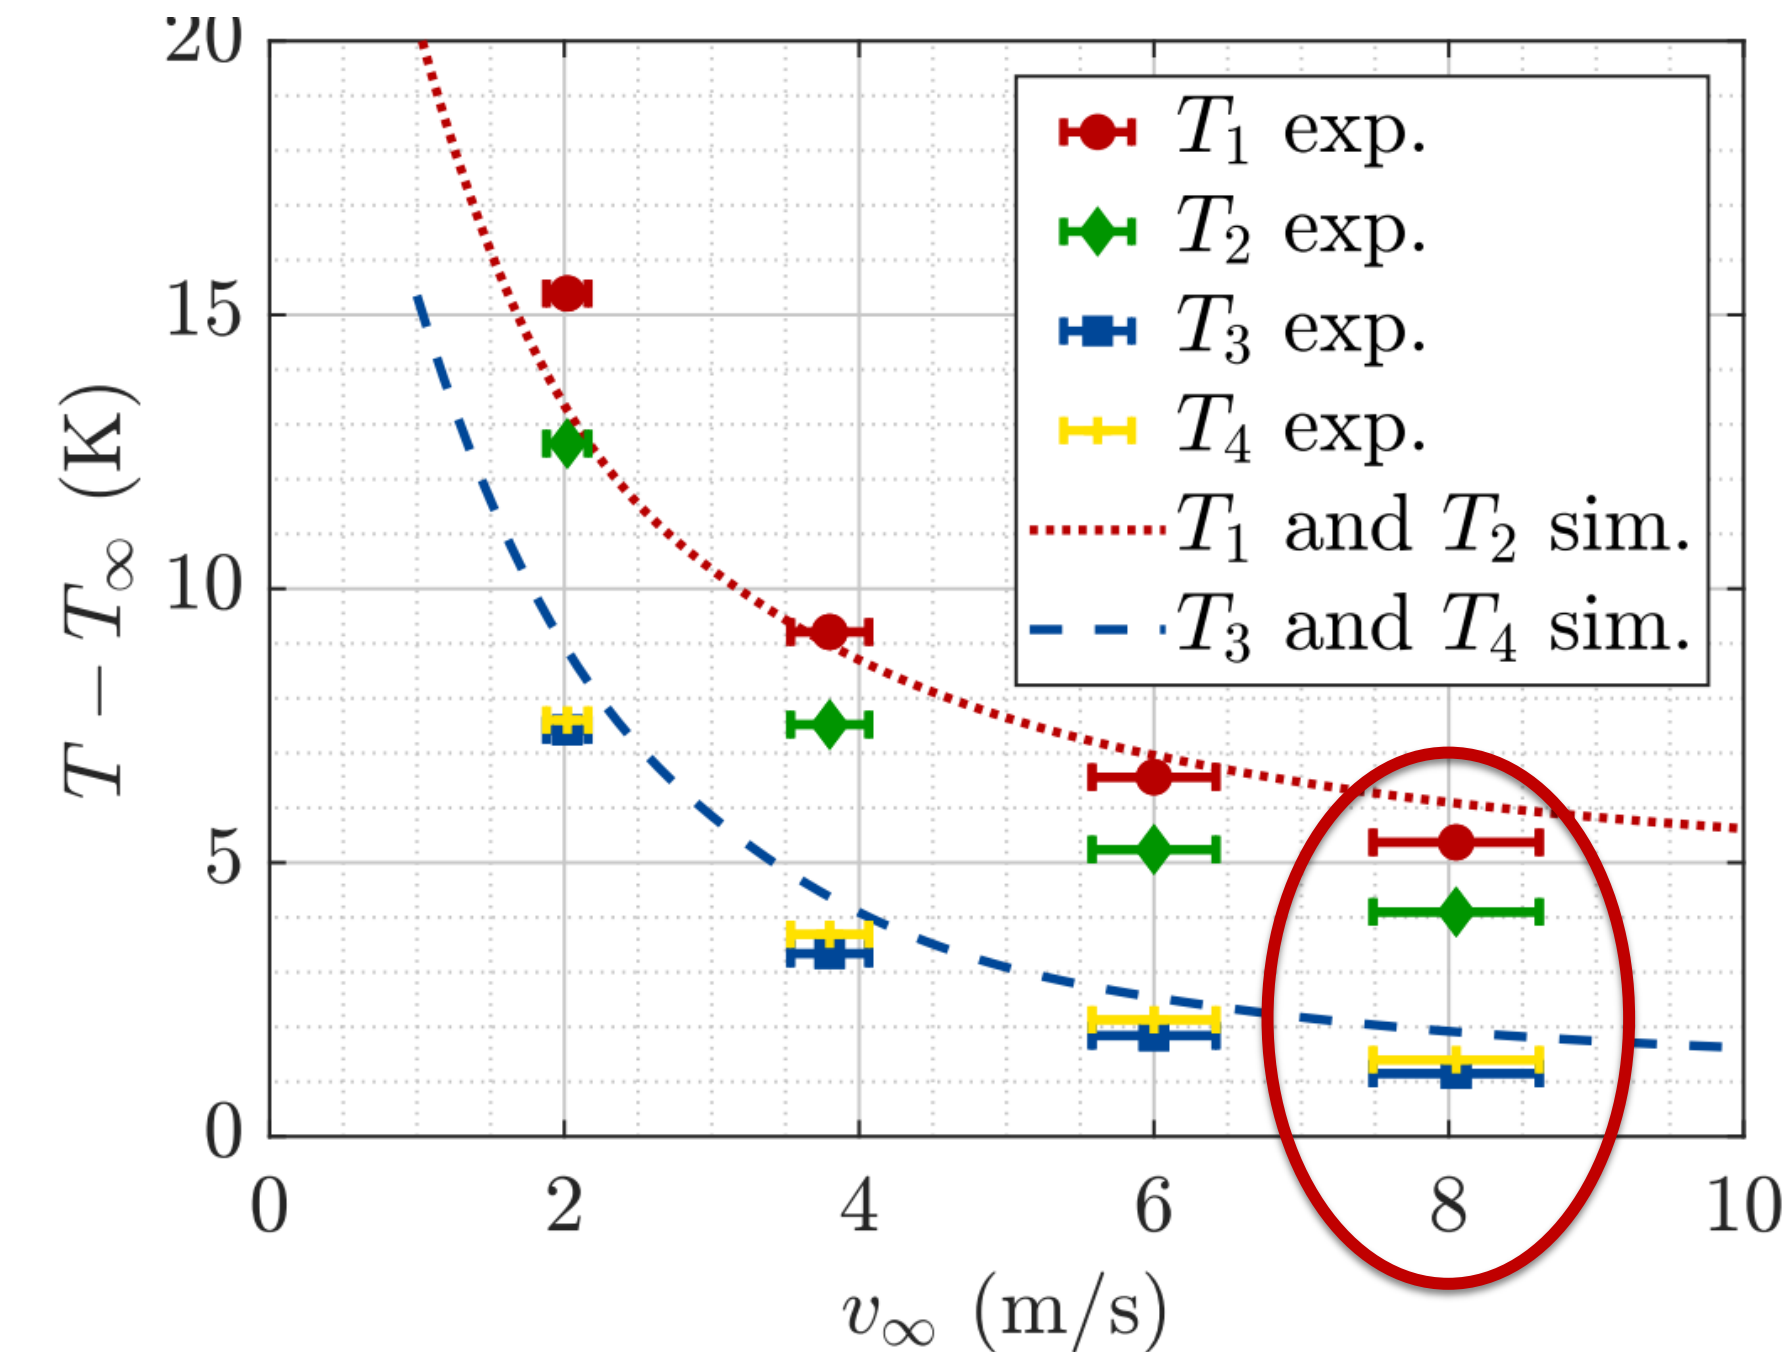 20
15
10
5
0
0 2 4 6 8 10
T − T∞ (K)
v∞ (m/s)
T1 exp.
T2 exp.
T3 exp.
T4 exp.
T1 and T2 sim.
T3 and T4 sim.